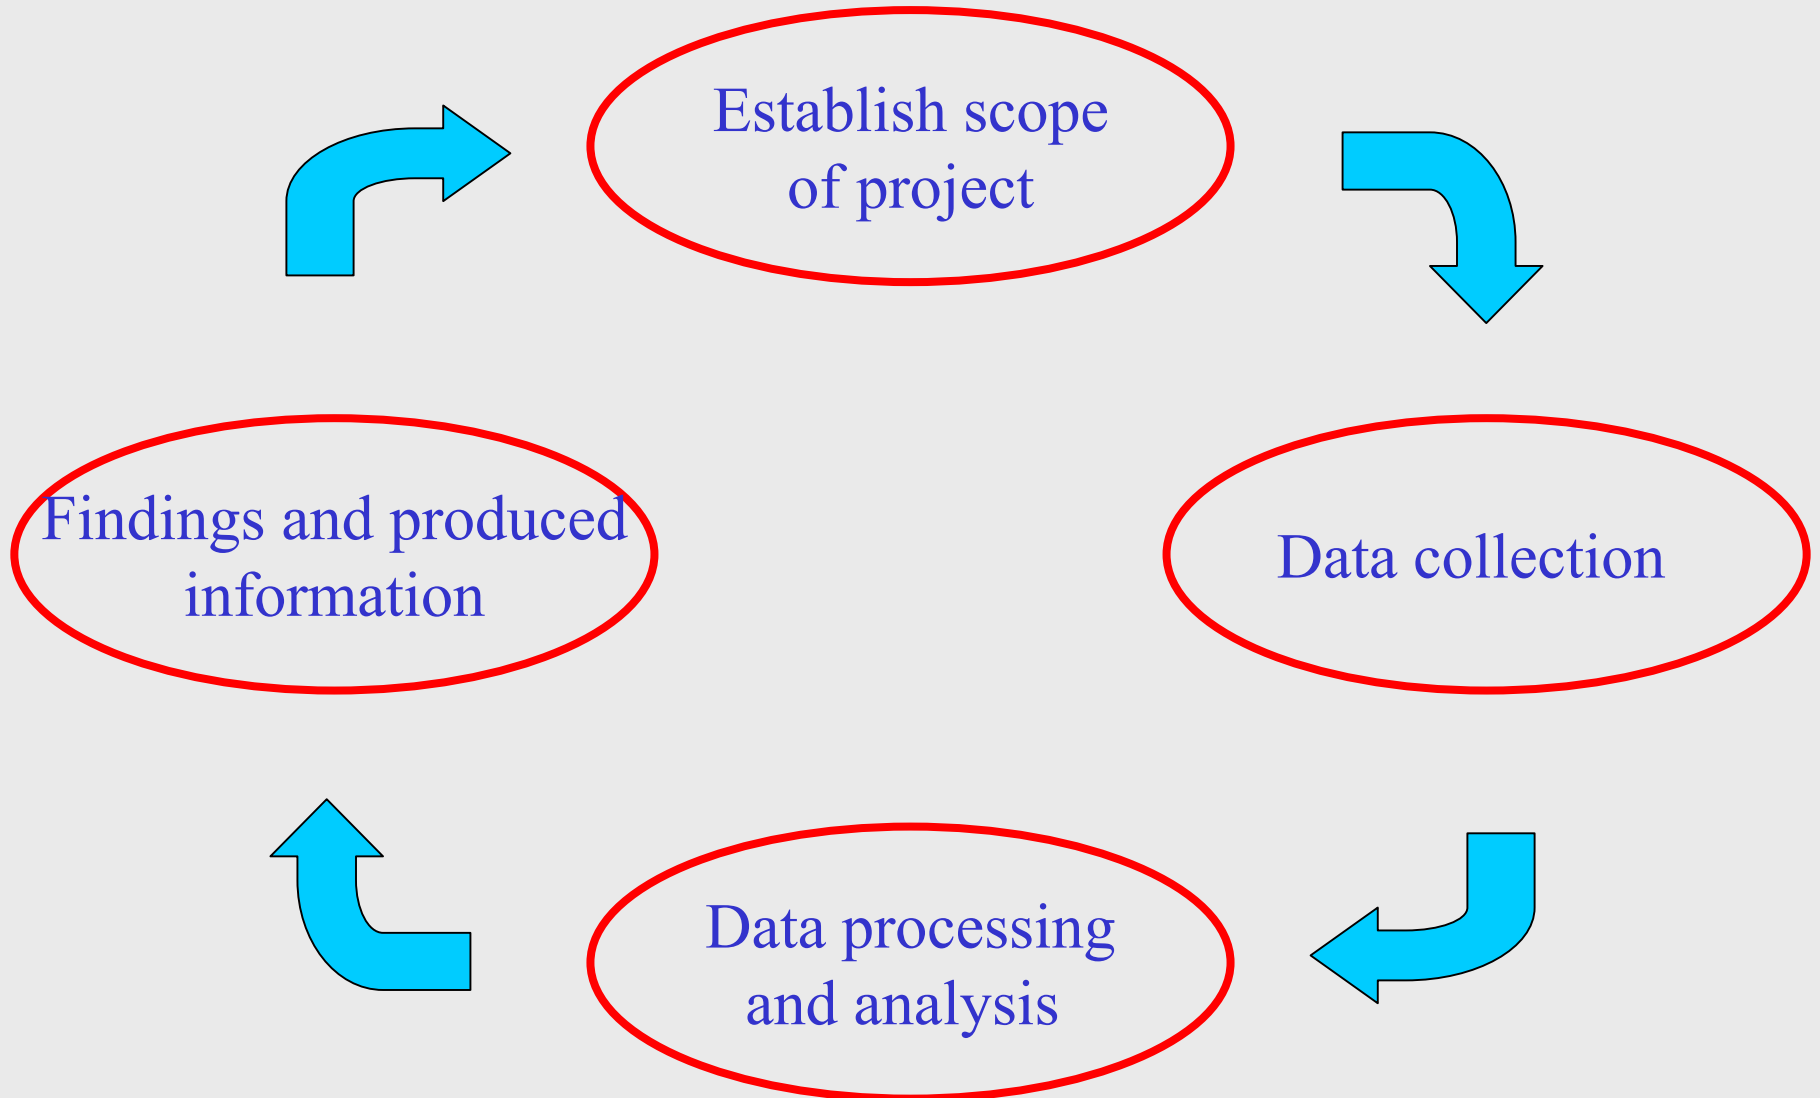 Establish scope
of project
Findings and produced
information
Data collection
Data processing
and analysis